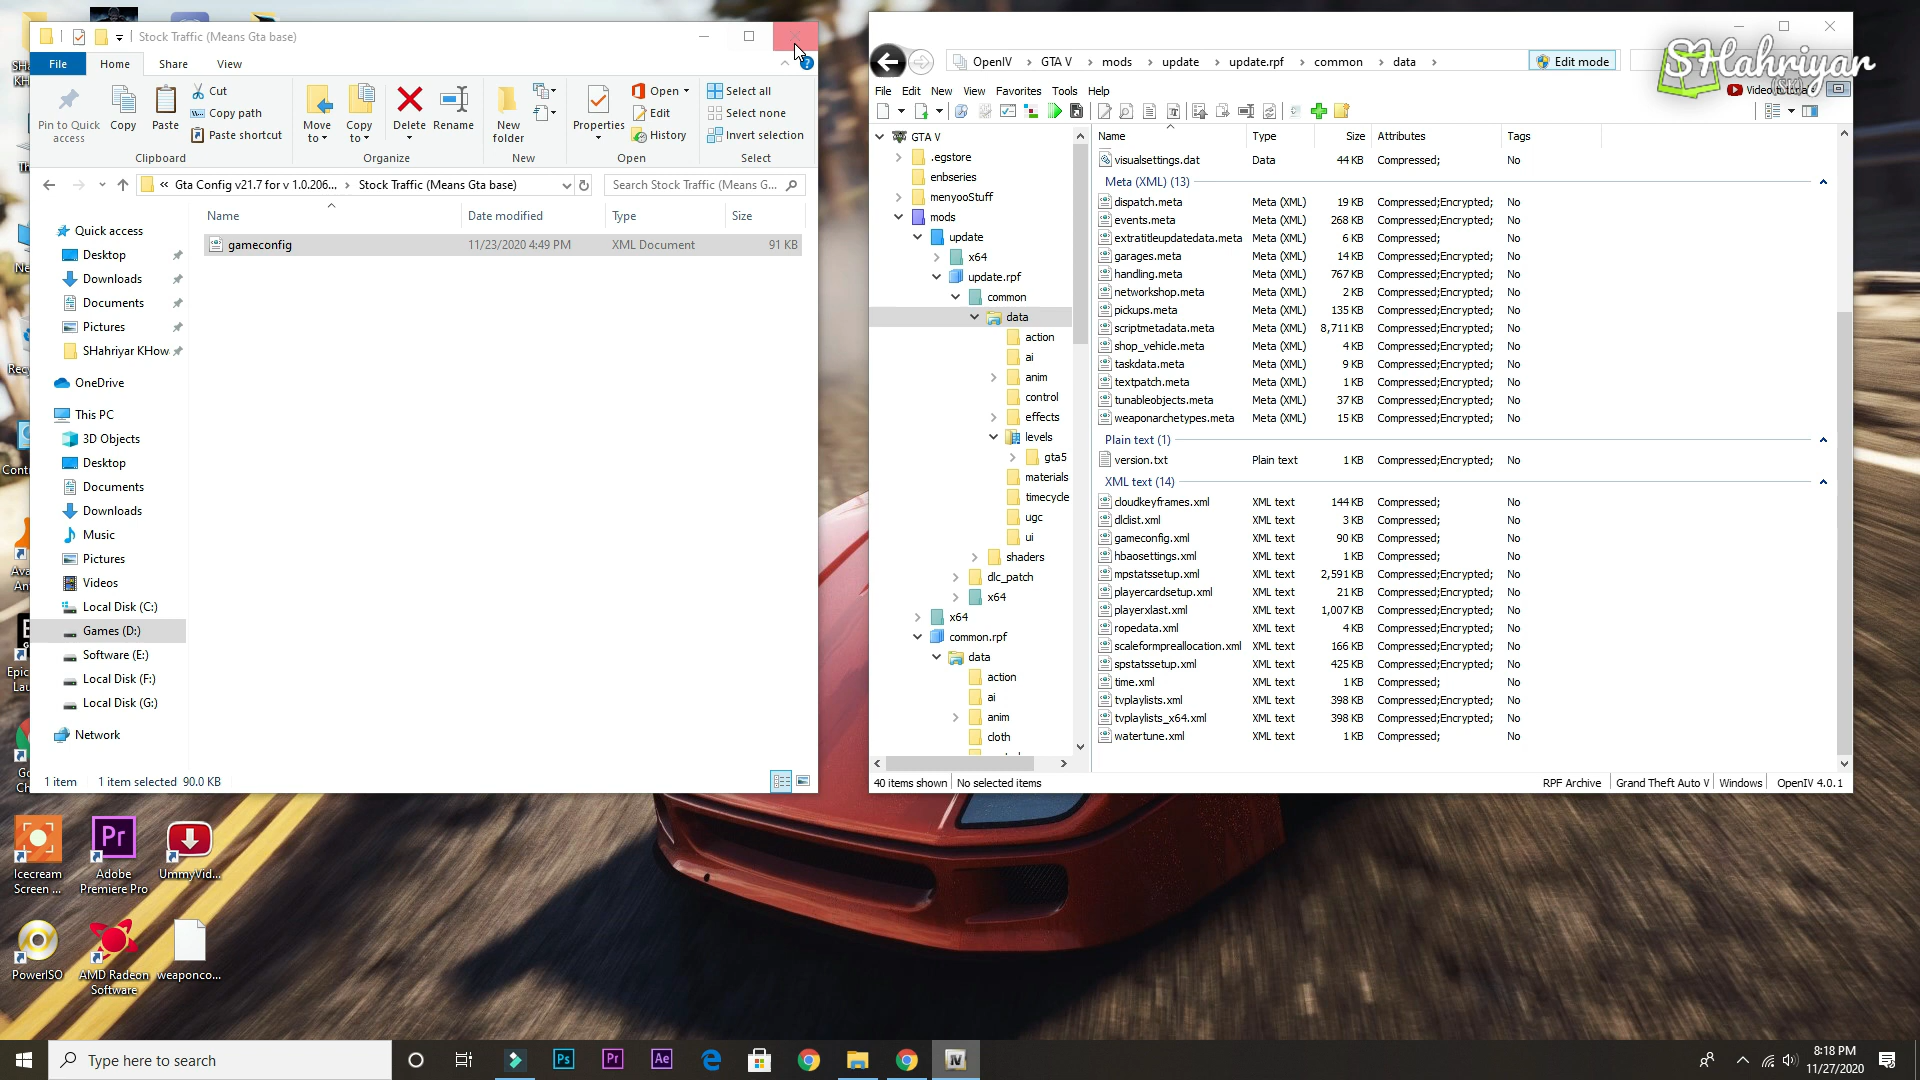 Stock Traffic (Means Gta base)
File
Home
Share
View
Pin to Quick access
Copy
Paste
Cut
Copy path
Paste shortcut
Clipboard
Move to
Copy to
Delete
Rename
Organize
New folder
New
Properties
Open
Edit
History
Open
Select all
Select none
Invert selection
Select
« Gta Config v21.7 for v 1.0.206... › Stock Traffic (Means Gta base)
Search Stock Traffic (Means G...
Name Date modified Type Size
gameconfig 11/23/2020 4:49 PM XML Document 91 KB
Quick access
Desktop
Downloads
Documents
Pictures
SHahriyar KHow
OneDrive
This PC
3D Objects
Desktop
Documents
Downloads
Music
Pictures
Videos
Local Disk (C:)
Games (D:)
Software (E:)
Local Disk (F:)
Local Disk (G:)
Network
1 item 1 item selected 90.0 KB
OpenIV › GTA V › mods › update › update.rpf › common › data ›
Edit mode
SHahriyar
File Edit New View Favorites Tools Help
GTA V
.egstore
enbseries
menyooStuff
mods
update
x64
update.rpf
common
data
action
ai
anim
control
effects
levels
gta5
materials
timecycle
ugc
ui
shaders
dlc_patch
x64
x64
common.rpf
data
action
ai
anim
cloth
Name Type Size Attributes Tags
visualsettings.dat Data 44 KB Compressed; No
Meta (XML) (13)
dispatch.meta Meta (XML) 19 KB Compressed;Encrypted; No
events.meta Meta (XML) 268 KB Compressed;Encrypted; No
extratitleupdatedata.meta Meta (XML) 6 KB Compressed; No
garages.meta Meta (XML) 14 KB Compressed;Encrypted; No
handling.meta Meta (XML) 767 KB Compressed;Encrypted; No
networkshop.meta Meta (XML) 2 KB Compressed;Encrypted; No
pickups.meta Meta (XML) 135 KB Compressed;Encrypted; No
scriptmetadata.meta Meta (XML) 8,711 KB Compressed;Encrypted; No
shop_vehicle.meta Meta (XML) 4 KB Compressed;Encrypted; No
taskdata.meta Meta (XML) 9 KB Compressed;Encrypted; No
textpatch.meta Meta (XML) 1 KB Compressed;Encrypted; No
tunableobjects.meta Meta (XML) 37 KB Compressed;Encrypted; No
weaponarchetypes.meta Meta (XML) 15 KB Compressed;Encrypted; No
Plain text (1)
version.txt Plain text 1 KB Compressed;Encrypted; No
XML text (14)
cloudkeyframes.xml XML text 144 KB Compressed; No
dlclist.xml XML text 3 KB Compressed; No
gameconfig.xml XML text 90 KB Compressed; No
hbaosettings.xml XML text 1 KB Compressed; No
mpstatssetup.xml XML text 2,591 KB Compressed;Encrypted; No
playercardsetup.xml XML text 21 KB Compressed;Encrypted; No
playerxlast.xml XML text 1,007 KB Compressed;Encrypted; No
ropedata.xml XML text 4 KB Compressed;Encrypted; No
scaleformpreallocation.xml XML text 166 KB Compressed;Encrypted; No
spstatssetup.xml XML text 425 KB Compressed;Encrypted; No
time.xml XML text 1 KB Compressed; No
tvplaylists.xml XML text 398 KB Compressed;Encrypted; No
tvplaylists_x64.xml XML text 398 KB Compressed;Encrypted; No
watertune.xml XML text 1 KB Compressed; No
40 items shown No selected items
RPF Archive Grand Theft Auto V Windows OpenIV 4.0.1
Icecream Screen ...
Adobe Premiere Pro
UmmyVid...
PowerISO
AMD Radeon Software
weaponco...
Type here to search
8:18 PM
11/27/2020